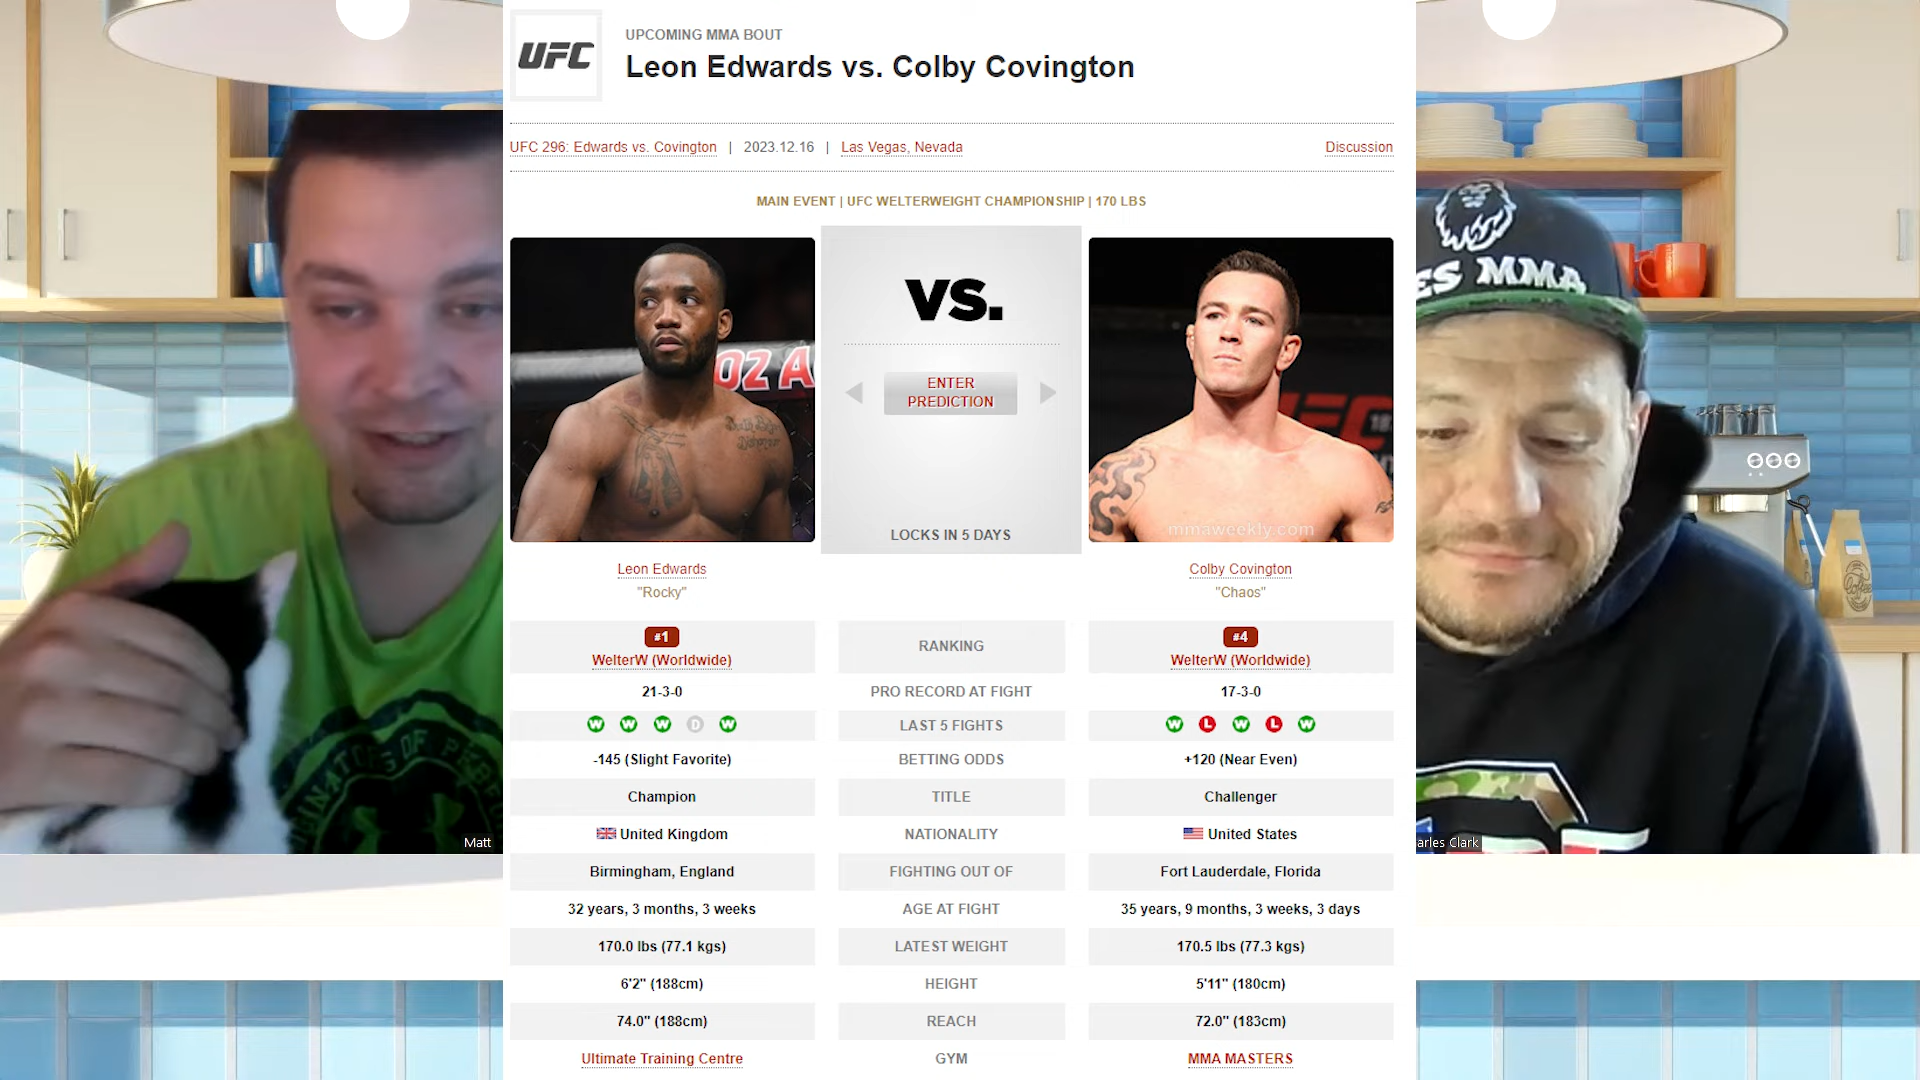 UFC
UPCOMING MMA BOUT
Leon Edwards vs. Colby Covington
UFC 296: Edwards vs. Covington | 2023.12.16 | Las Vegas, Nevada
Discussion
MAIN EVENT | UFC WELTERWEIGHT CHAMPIONSHIP | 170 LBS
OZ A
VS.
ENTER
PREDICTION
LOCKS IN 5 DAYS
UFC
mmaweekly.com
ES MMA
Leon Edwards
"Rocky"
Colby Covington
"Chaos"
#1
WelterW (Worldwide)
RANKING
#4
WelterW (Worldwide)
21-3-0 PRO RECORD AT FIGHT 17-3-0
W W W D W LAST 5 FIGHTS W L W L W
-145 (Slight Favorite) BETTING ODDS +120 (Near Even)
Champion TITLE Challenger
United Kingdom NATIONALITY United States
Birmingham, England FIGHTING OUT OF Fort Lauderdale, Florida
32 years, 3 months, 3 weeks AGE AT FIGHT 35 years, 9 months, 3 weeks, 3 days
170.0 lbs (77.1 kgs) LATEST WEIGHT 170.5 lbs (77.3 kgs)
6'2" (188cm) HEIGHT 5'11" (180cm)
74.0" (188cm) REACH 72.0" (183cm)
Ultimate Training Centre GYM MMA MASTERS
Matt
arles Clark